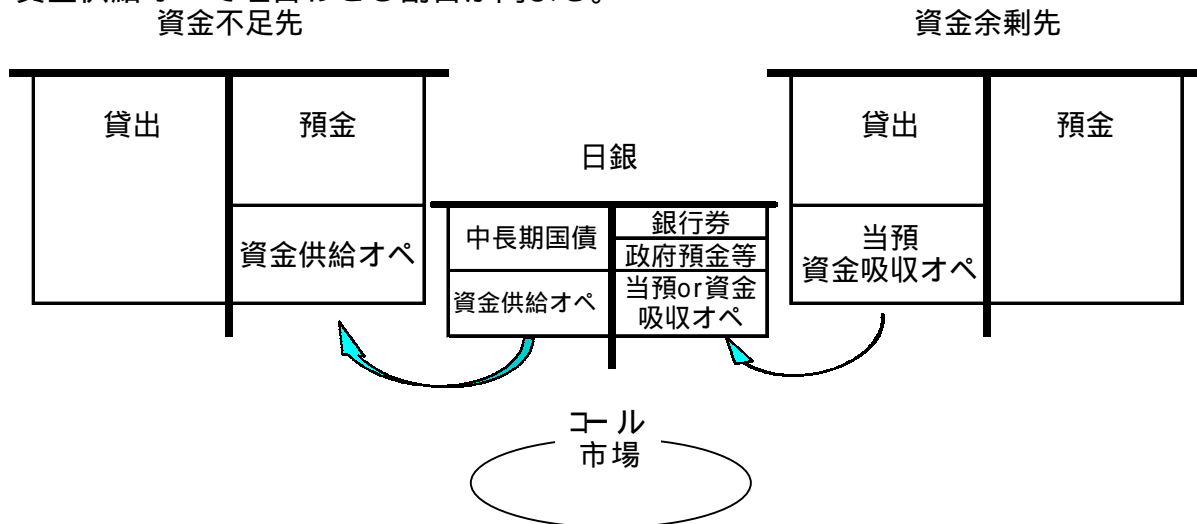 資金不足先
資金余剰先
貸出
預金
資金供給オペ
日銀
中長期国債
銀行券
政府預金等
資金供給オペ
当預or資金
吸収オペ
貸出
預金
当預
資金吸収オペ
コール
市場